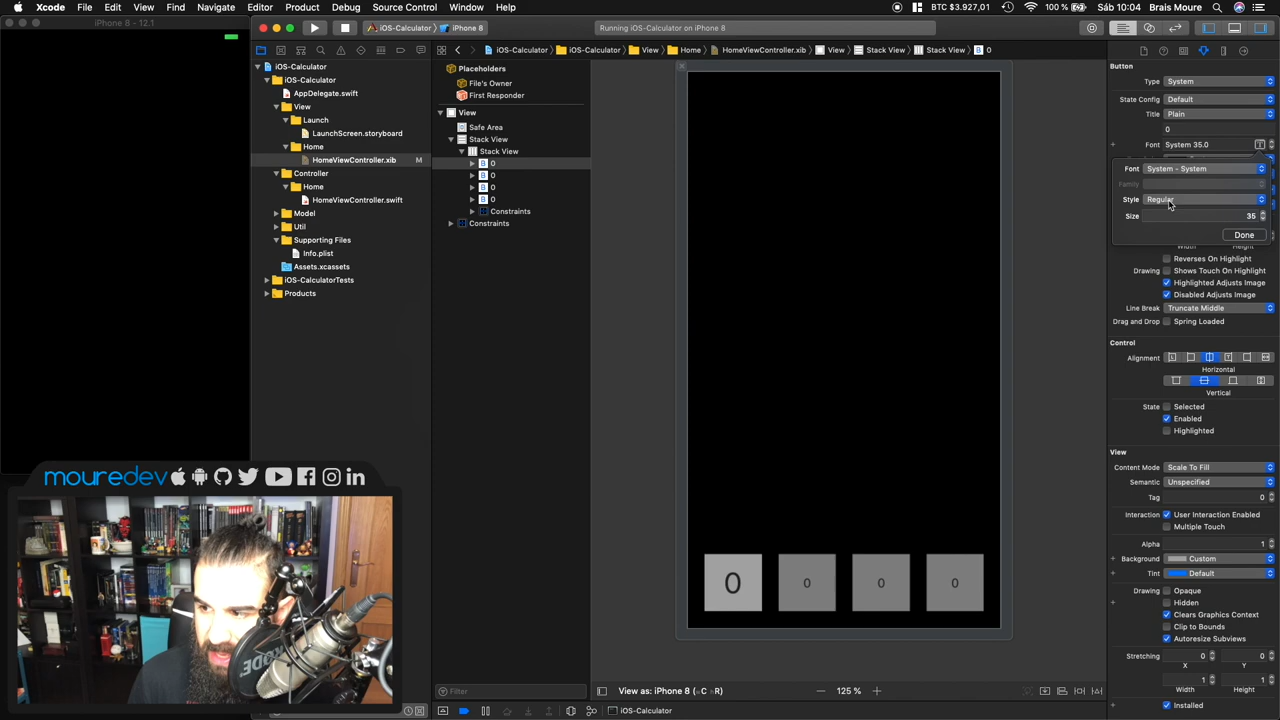 Xcode File Edit View Find Navigate Editor Product Debug Source Control Window Help
BTC $3.927,01 100 % Sáb 10:04 Brais Moure
iPhone 8 - 12.1
iOS-Calculator iPhone 8
Running iOS-Calculator on iPhone 8
iOS-Calculator iOS-Calculator View Home HomeViewController.xib View Stack View Stack View B 0
iOS-Calculator
iOS-Calculator
AppDelegate.swift
View
Launch
LaunchScreen.storyboard
Home
HomeViewController.xib M
Controller
Home
HomeViewController.swift
Model
Util
Supporting Files
Info.plist
Assets.xcassets
iOS-CalculatorTests
Products
Placeholders
File's Owner
First Responder
View
Safe Area
Stack View
Stack View
B 0
B 0
B 0
B 0
Constraints
Constraints
0 0 0 0
Button
Type System
State Config Default
Title Plain
0
Font System 35.0
Font System - System
Family
Style Regular
Size 35
Done
Width Height
Reverses On Highlight
Drawing Shows Touch On Highlight
Highlighted Adjusts Image
Disabled Adjusts Image
Line Break Truncate Middle
Drag and Drop Spring Loaded
Control
Alignment
Horizontal
Vertical
State Selected
Enabled
Highlighted
View
Content Mode Scale To Fill
Semantic Unspecified
Tag 0
Interaction User Interaction Enabled
Multiple Touch
Alpha 1
Background Custom
Tint Default
Drawing Opaque
Hidden
Clears Graphics Context
Clip to Bounds
Autoresize Subviews
Stretching 0 0
X Y
1 1
Width Height
Installed
mouredev
Filter
View as: iPhone 8 (wC hR)
125 %
iOS-Calculator